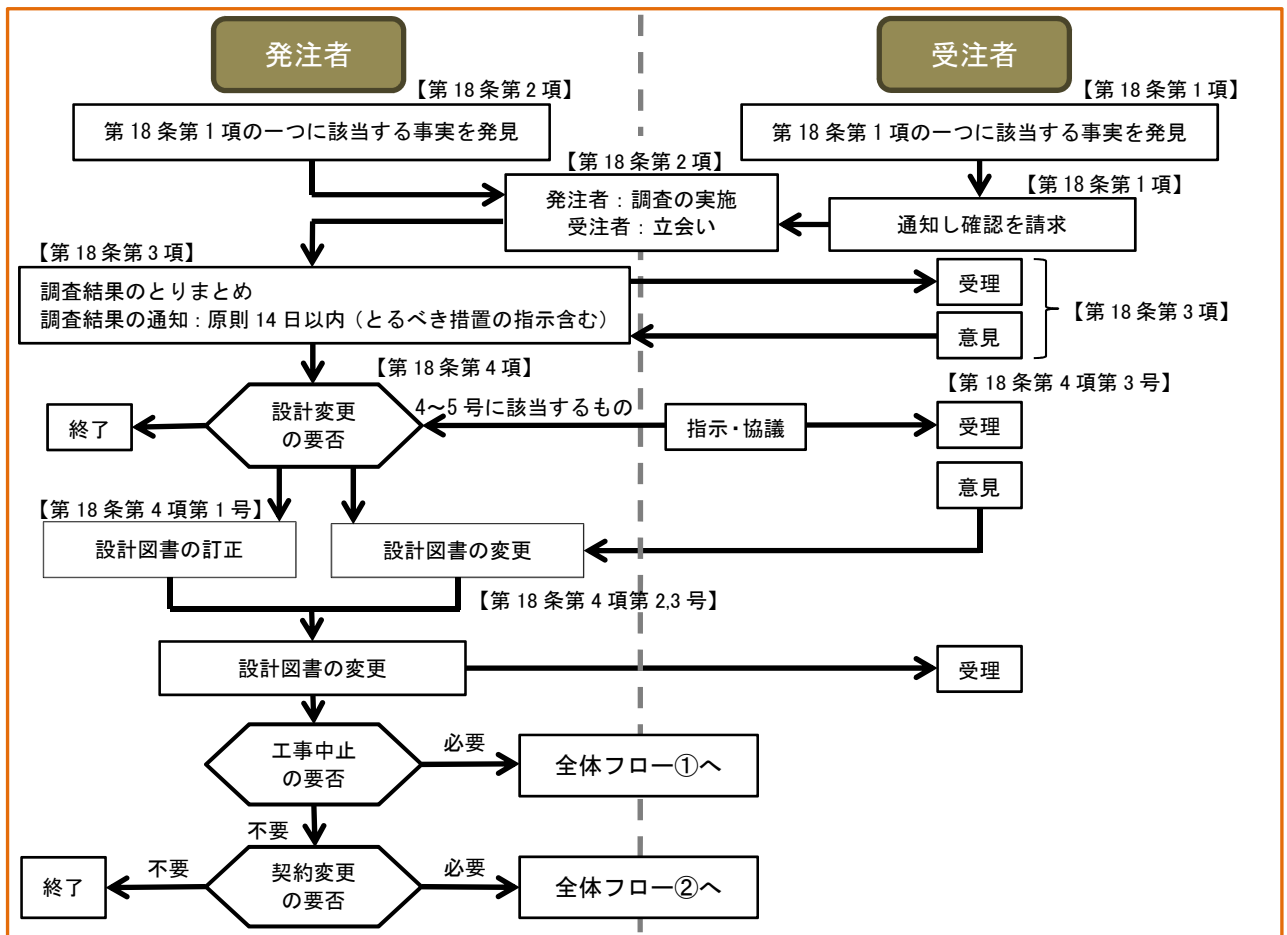 発注者
受注者
【第18条第2項】
【第18条第1項】
第18条第1項の一つに該当する事実を発見
第18条第1項の一つに該当する事実を発見
【第18条第2項】
【第18条第1項】
発注者：調査の実施
受注者：立会い
通知し確認を請求
【第18条第3項】
調査結果のとりまとめ
調査結果の通知：原則14日以内（とるべき措置の指示含む）
受理
意見
【第18条第3項】
【第18条第4項】
【第18条第4項第3号】
終了
設計変更
の要否
4～5号に該当するもの
指示・協議
受理
意見
【第18条第4項第1号】
設計図書の訂正
設計図書の変更
【第18条第4項第2,3号】
設計図書の変更
受理
工事中止
の要否
必要
全体フロー①へ
不要
終了
不要
契約変更
の要否
必要
全体フロー②へ